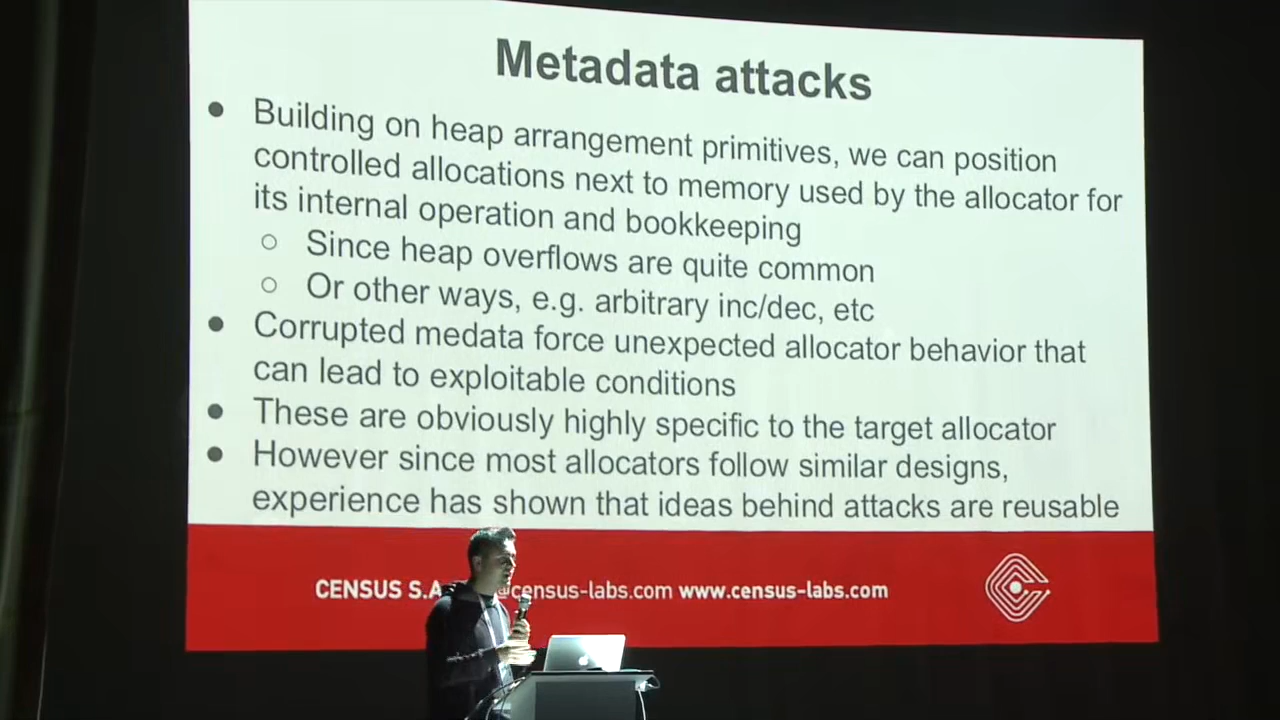 Metadata attacks
● Building on heap arrangement primitives, we can position
controlled allocations next to memory used by the allocator for
its internal operation and bookkeeping
○ Since heap overflows are quite common
○ Or other ways, e.g. arbitrary inc/dec, etc
● Corrupted medata force unexpected allocator behavior that
can lead to exploitable conditions
● These are obviously highly specific to the target allocator
● However since most allocators follow similar designs,
experience has shown that ideas behind attacks are reusable
CENSUS S.A @census-labs.com www.census-labs.com